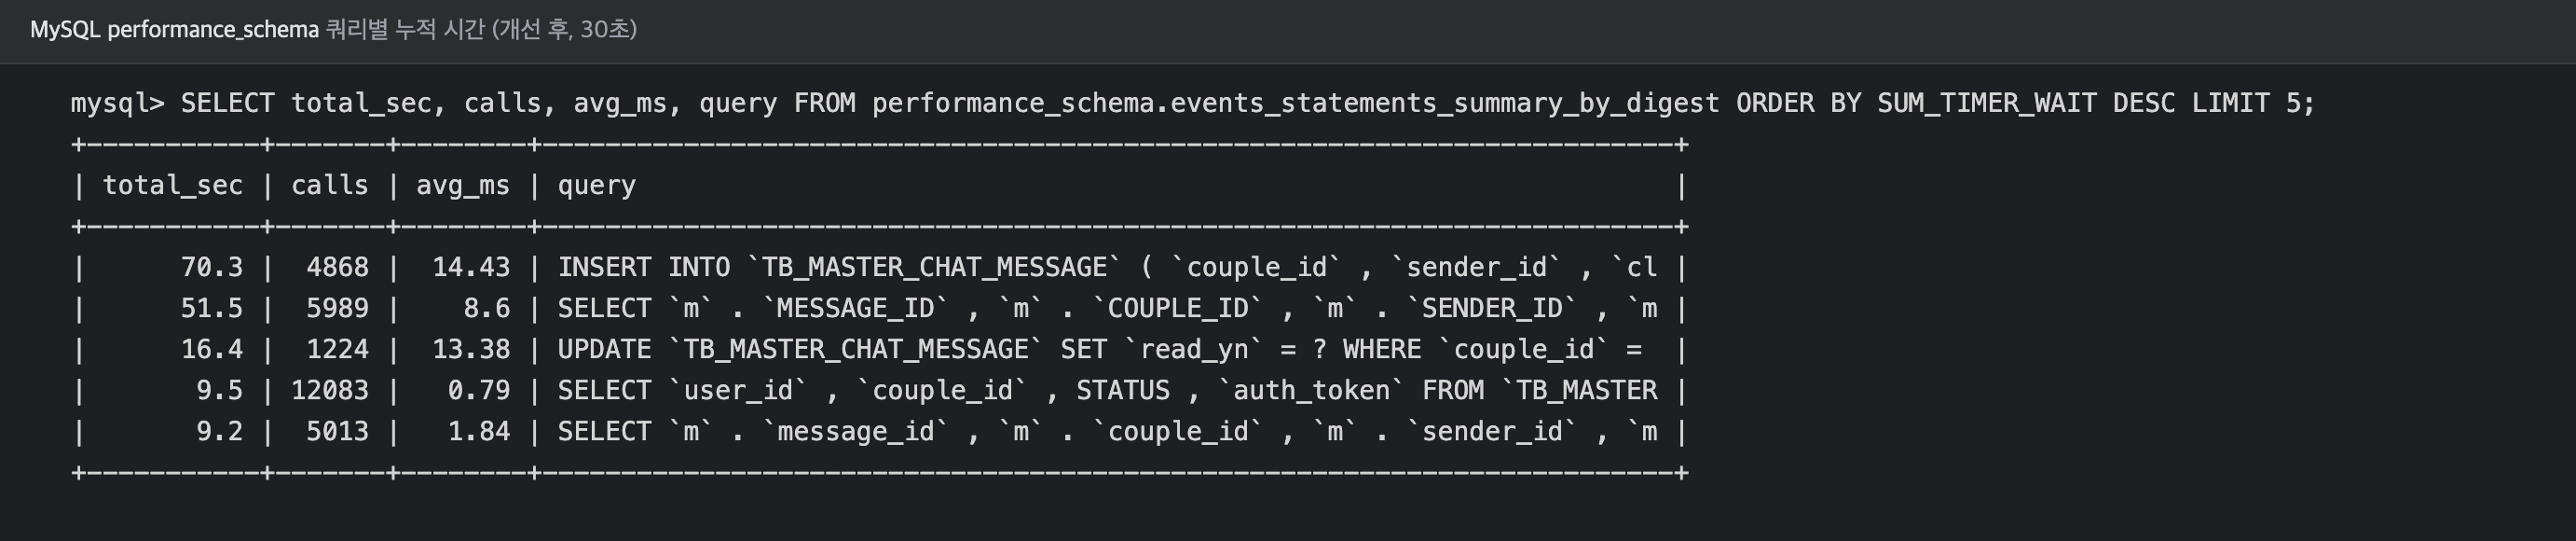 MySQL performance_schema 쿼리별 누적 시간 (개선 후, 30초)
mysql> SELECT total_sec, calls, avg_ms, query FROM performance_schema.events_statements_summary_by_digest ORDER BY SUM_TIMER_WAIT DESC LIMIT 5;
+-----------+-------+--------+------------------------------------------------------------------------+
| total_sec | calls | avg_ms | query                                                                  |
+-----------+-------+--------+------------------------------------------------------------------------+
|      70.3 |  4868 |  14.43 | INSERT INTO `TB_MASTER_CHAT_MESSAGE` ( `couple_id` , `sender_id` , `cl |
|      51.5 |  5989 |    8.6 | SELECT `m` . `MESSAGE_ID` , `m` . `COUPLE_ID` , `m` . `SENDER_ID` , `m |
|      16.4 |  1224 |  13.38 | UPDATE `TB_MASTER_CHAT_MESSAGE` SET `read_yn` = ? WHERE `couple_id` =  |
|       9.5 | 12083 |   0.79 | SELECT `user_id` , `couple_id` , STATUS , `auth_token` FROM `TB_MASTER |
|       9.2 |  5013 |   1.84 | SELECT `m` . `message_id` , `m` . `couple_id` , `m` . `sender_id` , `m |
+-----------+-------+--------+------------------------------------------------------------------------+